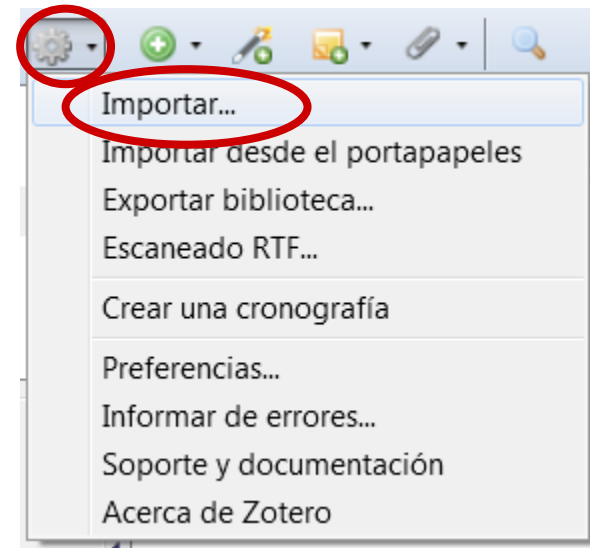 Importar...
Importar desde el portapapeles
Exportar biblioteca...
Escaneado RTF...
Crear una cronografía
Preferencias...
Informar de errores...
Soporte y documentación
Acerca de Zotero